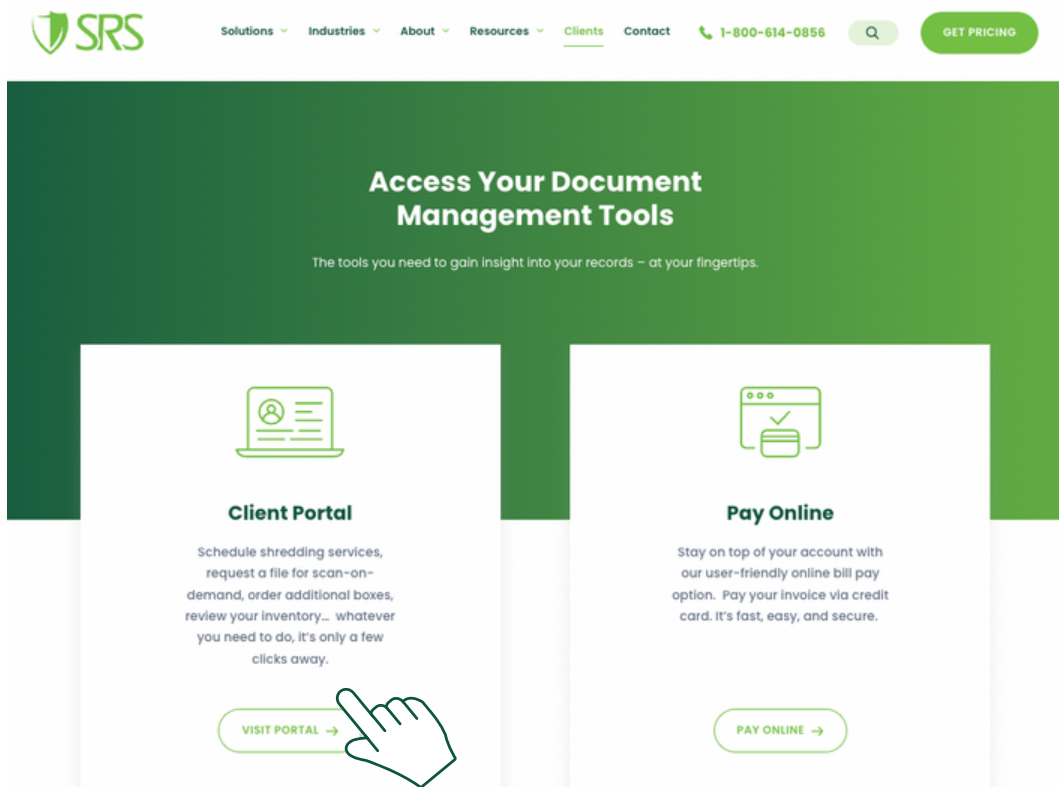 SRS
Solutions Industries About Resources Clients Contact 1-800-614-0856 GET PRICING
Access Your Document
Management Tools
The tools you need to gain insight into your records – at your fingertips.
Client Portal
Schedule shredding services,
request a file for scan-on-
demand, order additional boxes,
review your inventory... whatever
you need to do, it's only a few
clicks away.
VISIT PORTAL →
Pay Online
Stay on top of your account with
our user-friendly online bill pay
option. Pay your invoice via credit
card. It's fast, easy, and secure.
PAY ONLINE →